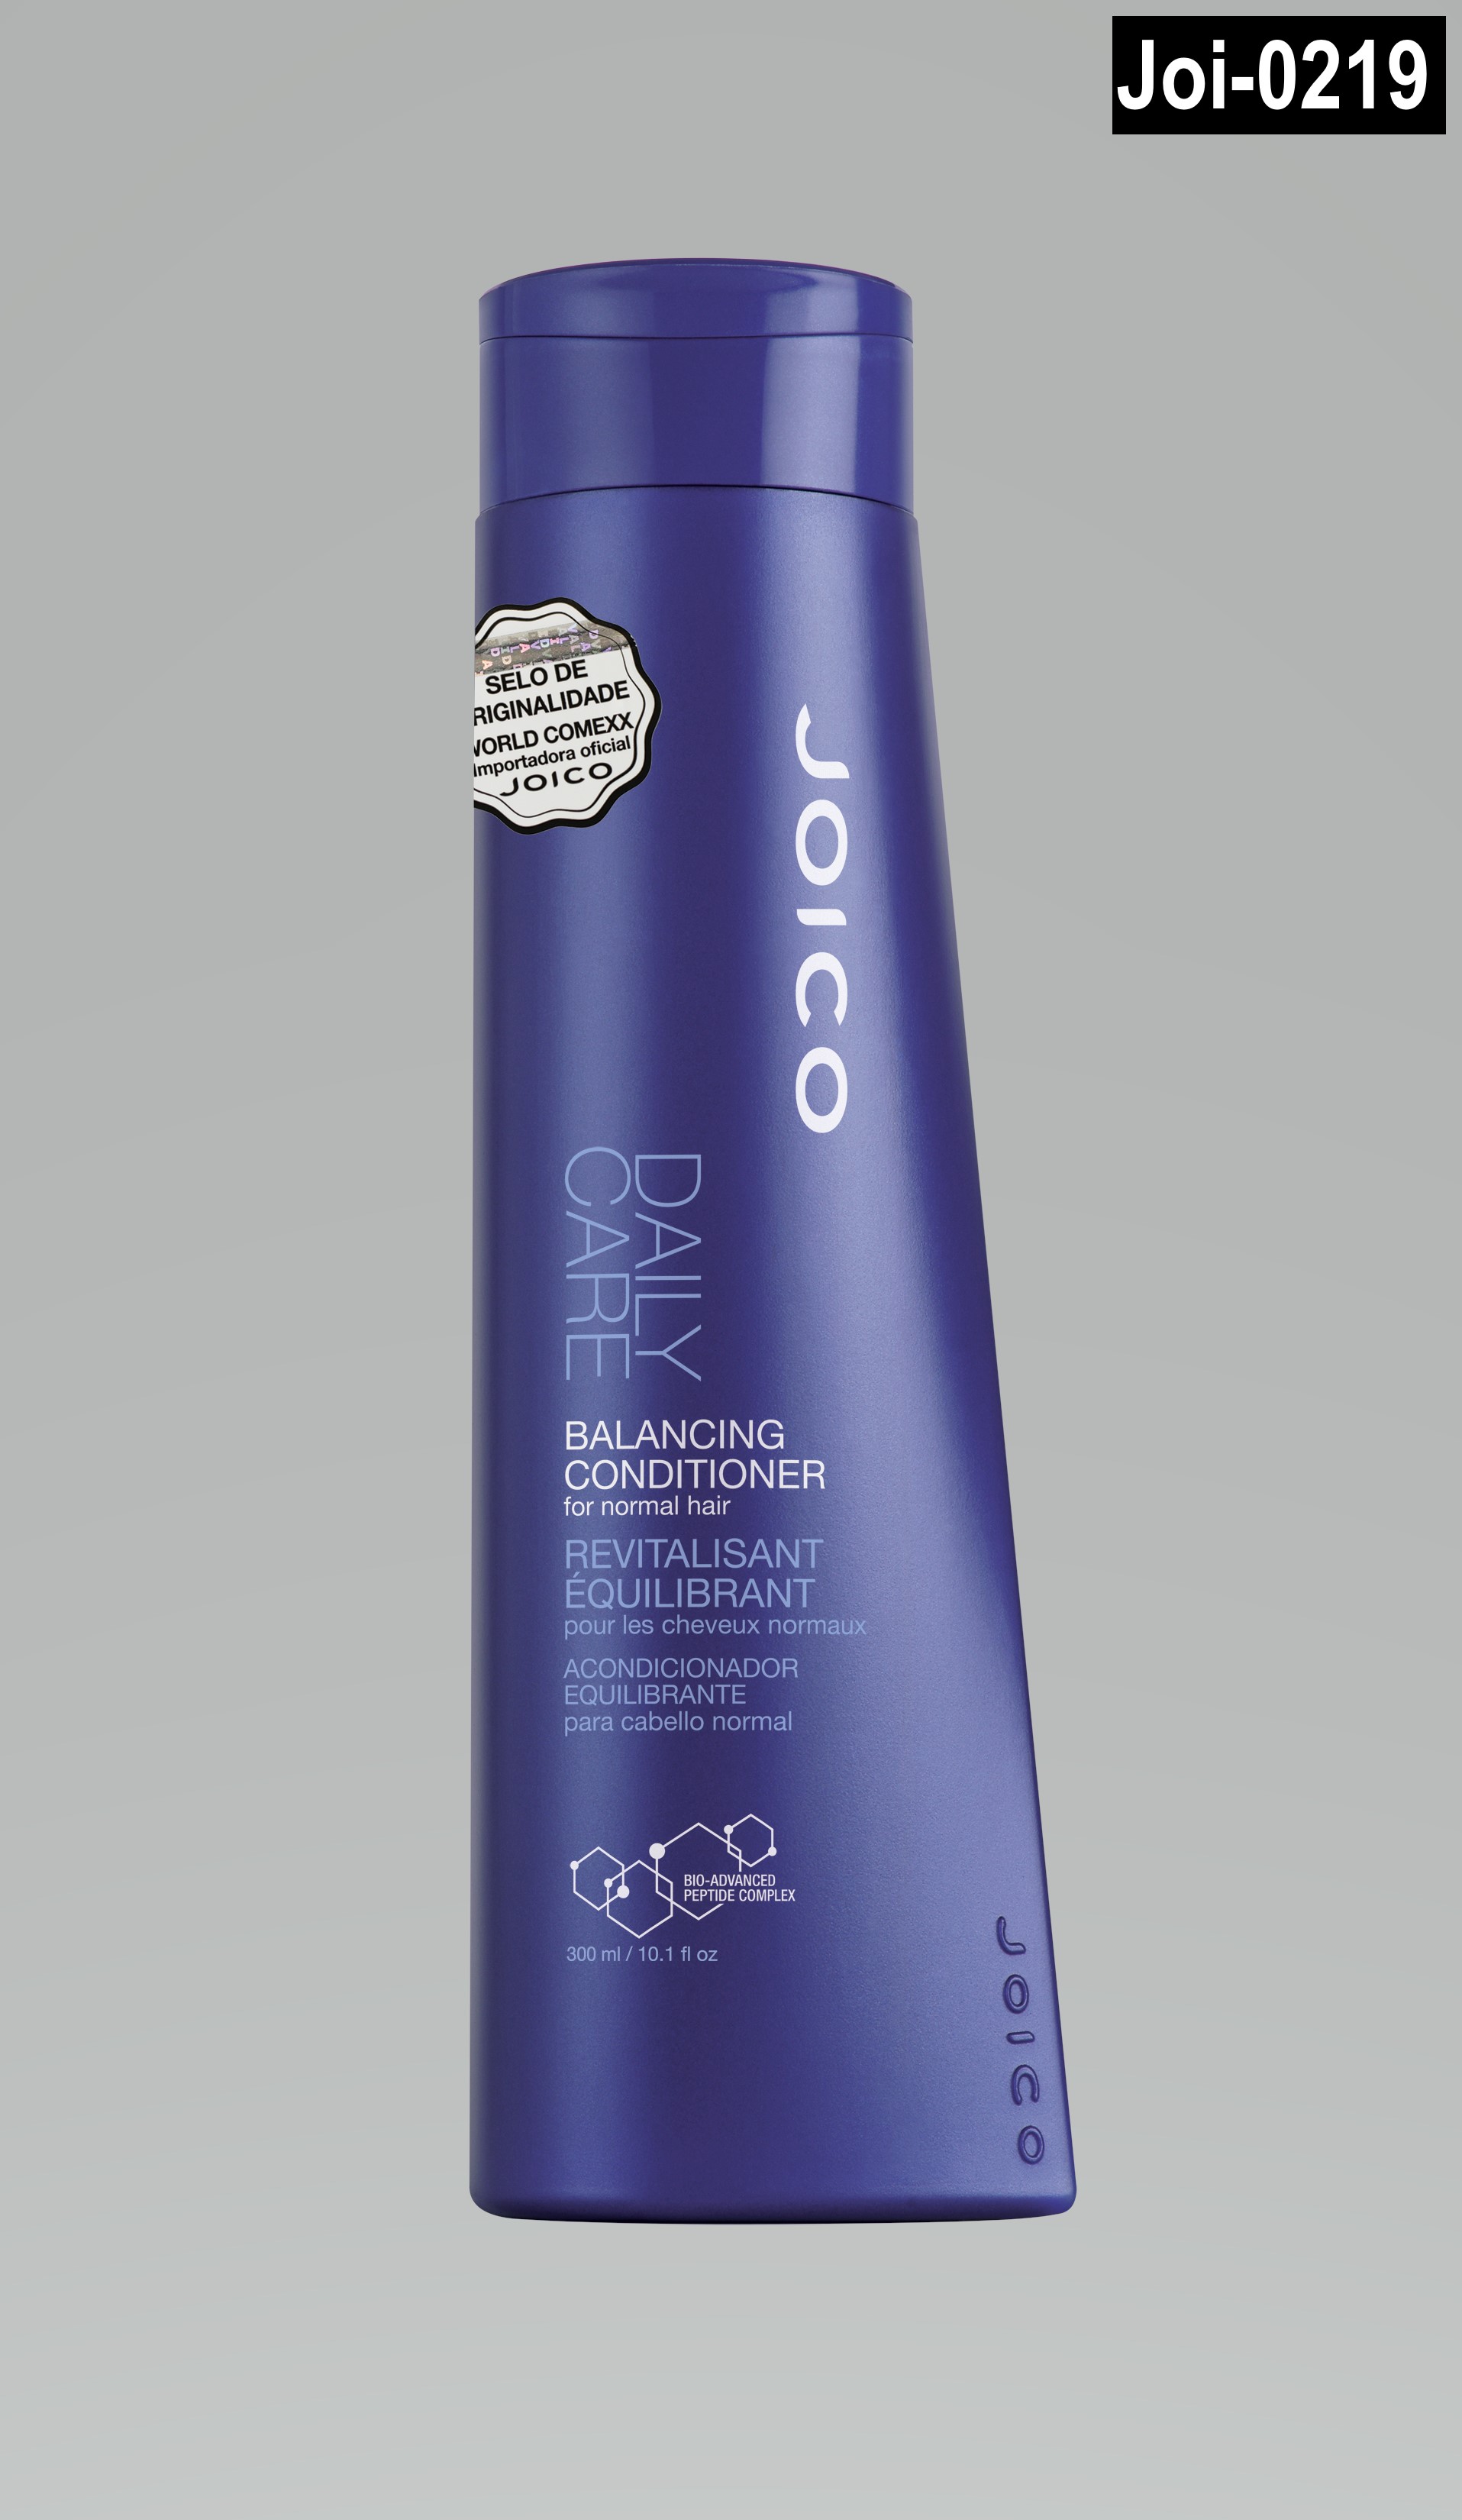 Joi-0219
SELO DE
RIGINALIDADE
WORLD COMEXX
Importadora oficial
JOICO
JOICO
DAILY
CARE
BALANCING
CONDITIONER
for normal hair
REVITALISANT
ÉQUILIBRANT
pour les cheveux normaux
ACONDICIONADOR
EQUILIBRANTE
para cabello normal
BIO-ADVANCED
PEPTIDE COMPLEX
300 ml / 10.1 fl oz
JOICO